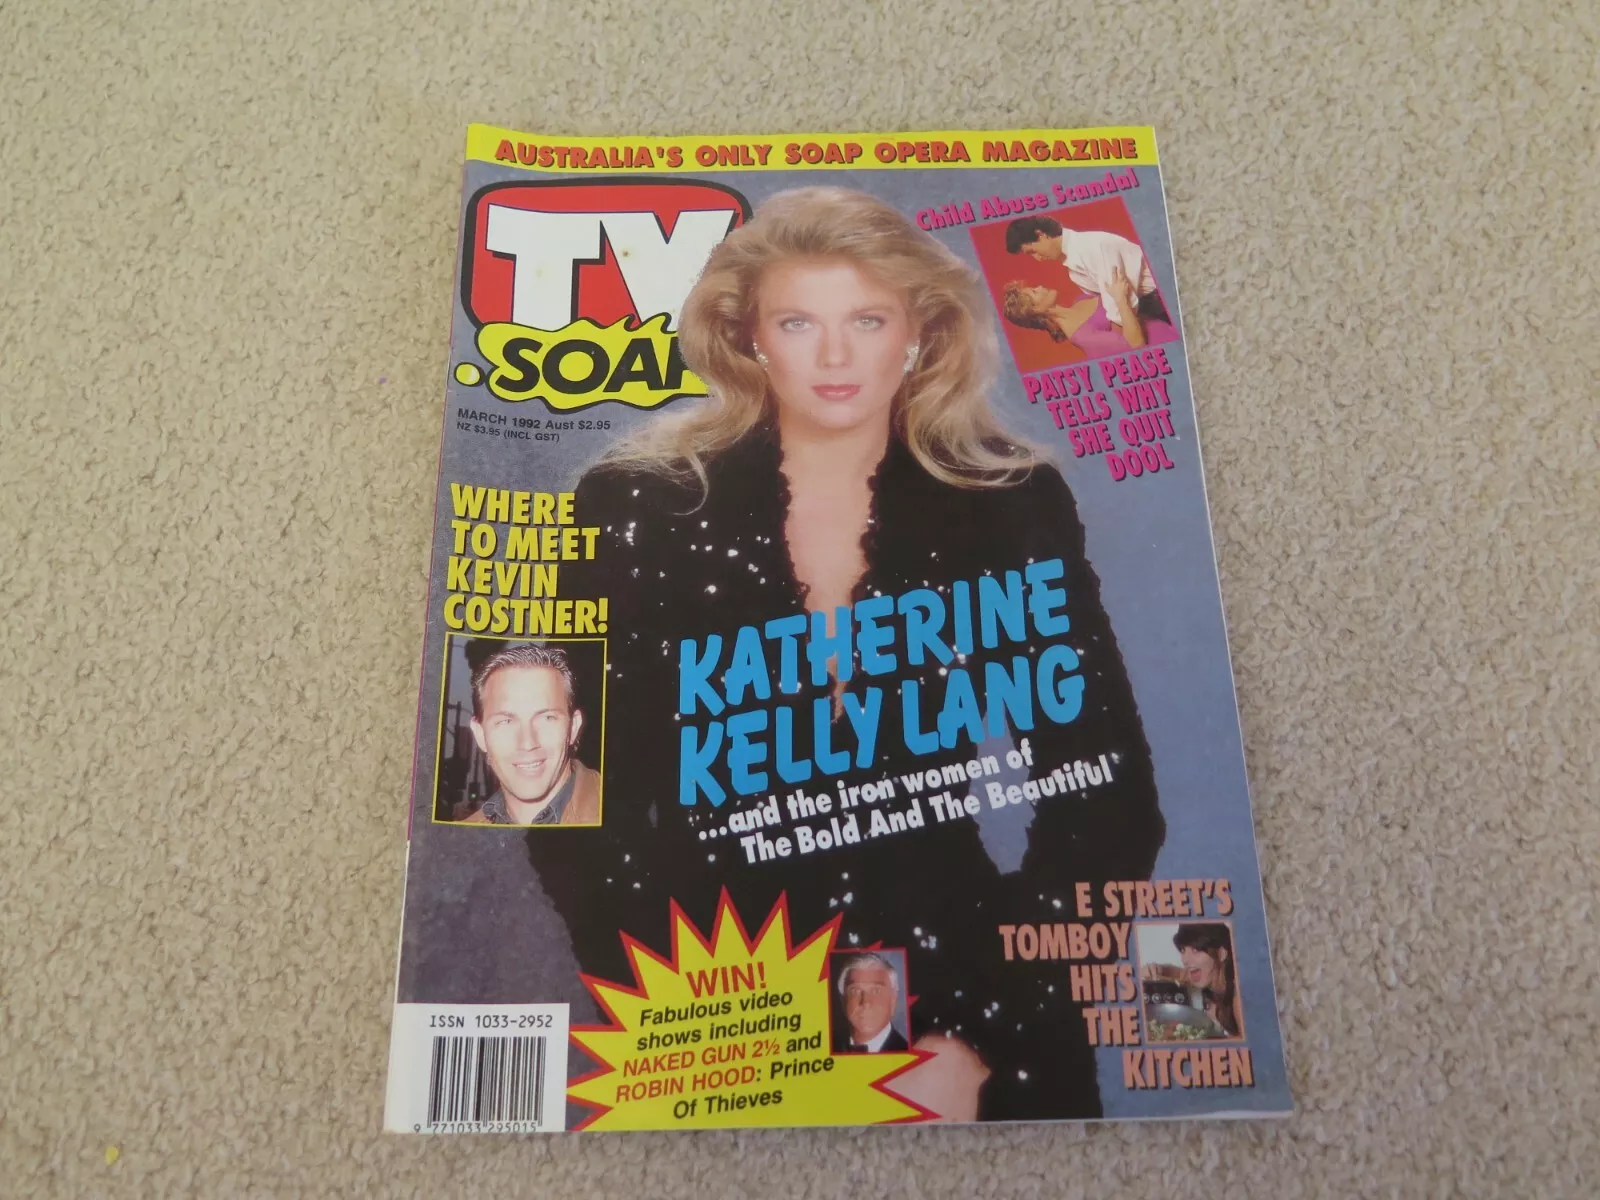 AUSTRALIA'S ONLY SOAP OPERA MAGAZINE
TV
SOAP
MARCH 1992 Aust $2.95
NZ $3.95 (INCL GST)
Child Abuse Scandal
PATSY PEASE
TELLS WHY
SHE QUIT
DOOL
WHERE
TO MEET
KEVIN
COSTNER!
KATHERINE
KELLY LANG
...and the iron women of
The Bold And The Beautiful
E STREET'S
TOMBOY
HITS
THE
KITCHEN
WIN!
Fabulous video
shows including
NAKED GUN 2½ and
ROBIN HOOD: Prince
Of Thieves
ISSN 1033-2952
9 771033 295015